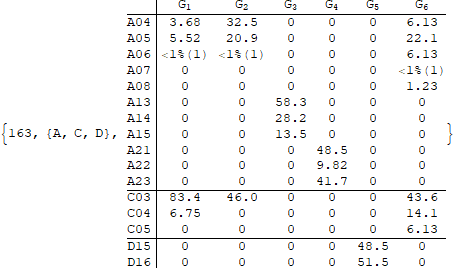 G1 G2 G3 G4 G5 G6
A04 3.68 32.5 0 0 0 6.13
A05 5.52 20.9 0 0 0 22.1
A06 <1%(1) <1%(1) 0 0 0 6.13
A07 0 0 0 0 0 <1%(1)
A08 0 0 0 0 0 1.23
A13 0 0 58.3 0 0 0
A14 0 0 28.2 0 0 0
{163, {A, C, D}, A15 0 0 13.5 0 0 0 }
A21 0 0 0 48.5 0 0
A22 0 0 0 9.82 0 0
A23 0 0 0 41.7 0 0
C03 83.4 46.0 0 0 0 43.6
C04 6.75 0 0 0 0 14.1
C05 0 0 0 0 0 6.13
D15 0 0 0 0 48.5 0
D16 0 0 0 0 51.5 0